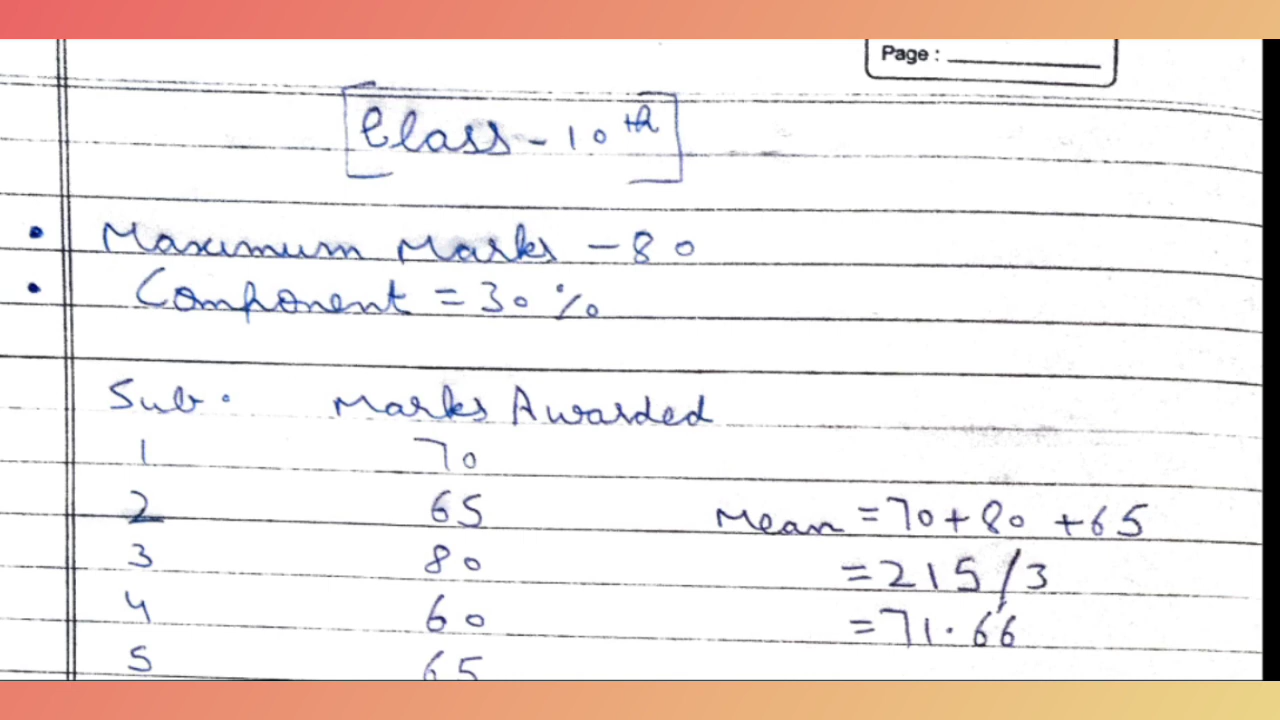 Page :
Class - 10th
• Maximum Marks - 80
• Component = 30 %
Sub. Marks Awarded
1 70
2 65
3 80
4 60
5 65
Mean = 70 + 80 + 65
= 215 / 3
= 71.66